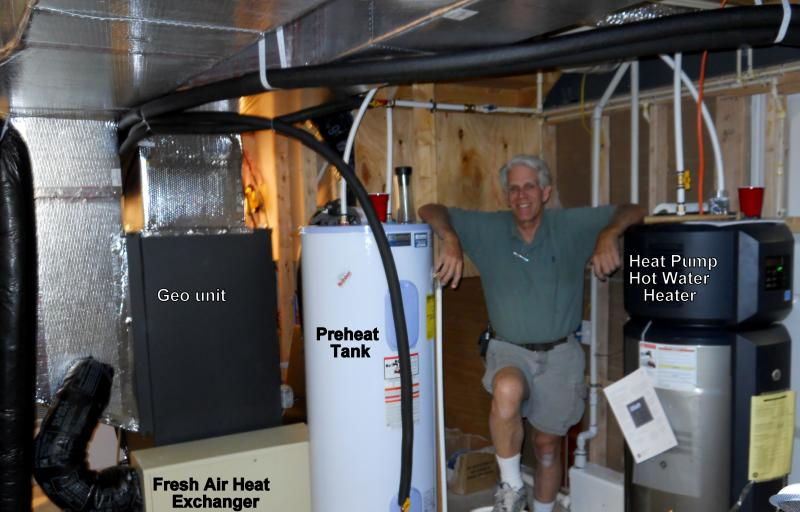 Geo unit
Preheat
Tank
Heat Pump
Hot Water
Heater
Fresh Air Heat
Exchanger